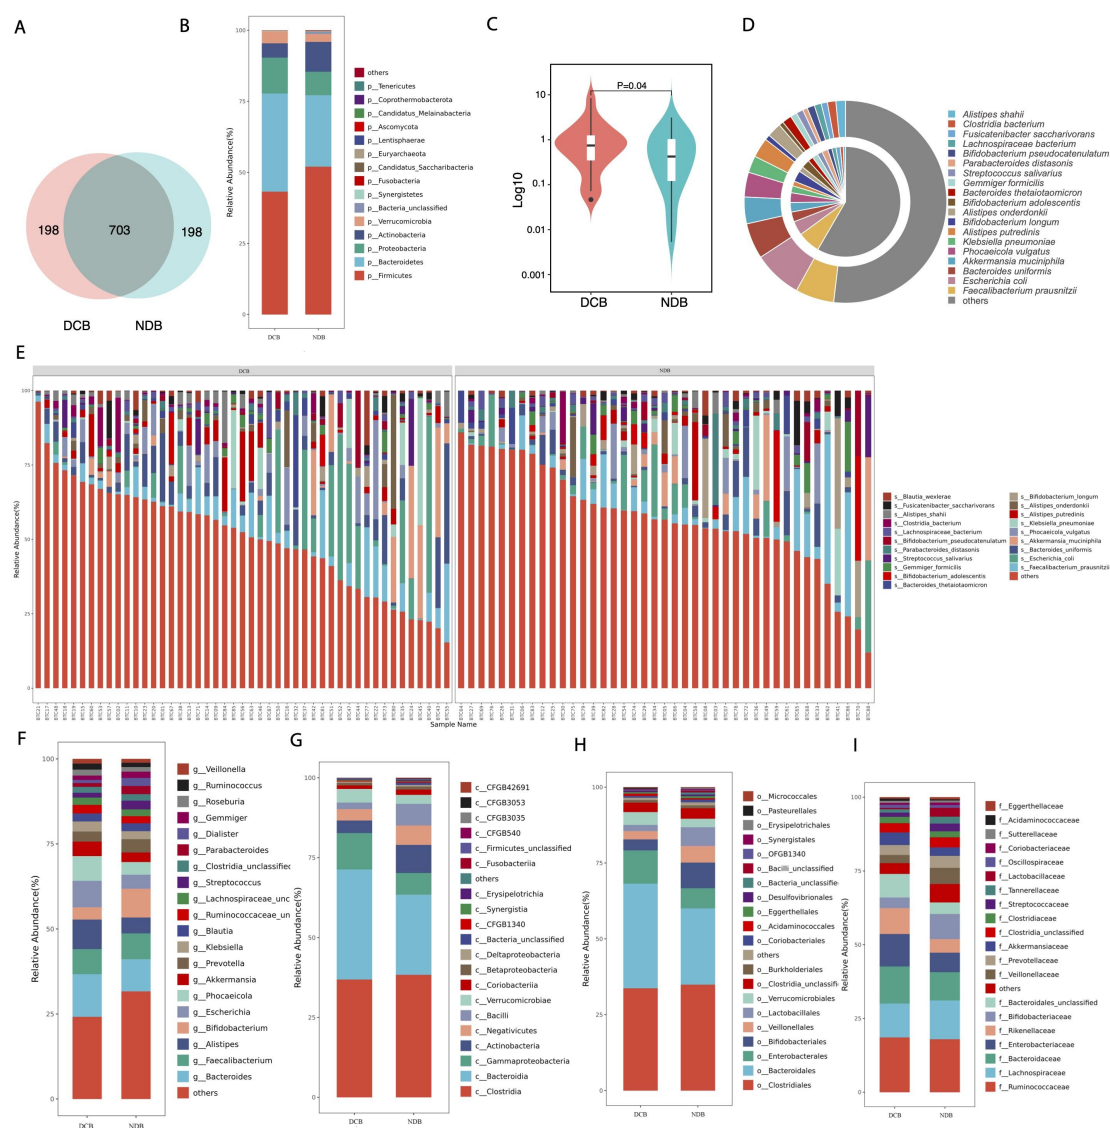 A
198
703
198
DCB
NDB
B
Relative Abundance(%)
100
75
50
25
0
DCB
NDB
others
p__Tenericutes
p__Coprothermobacterota
p__Candidatus_Melainabacteria
p__Ascomycota
p__Lentisphaerae
p__Euryarchaeota
p__Candidatus_Saccharibacteria
p__Fusobacteria
p__Synergistetes
p__Bacteria_unclassified
p__Verrucomicrobia
p__Actinobacteria
p__Proteobacteria
p__Bacteroidetes
p__Firmicutes
C
Log10
10
1
0.1
0.01
0.001
P=0.04
DCB
NDB
D
Alistipes shahii
Clostridia bacterium
Fusicatenibacter saccharivorans
Lachnospiraceae bacterium
Bifidobacterium pseudocatenulatum
Parabacteroides distasonis
Streptococcus salivarius
Gemmiger formicilis
Bacteroides thetaiotaomicron
Bifidobacterium adolescentis
Alistipes onderdonkii
Bifidobacterium longum
Alistipes putredinis
Klebsiella pneumoniae
Phocaeicola vulgatus
Akkermansia muciniphila
Bacteroides uniformis
Escherichia coli
Faecalibacterium prausnitzii
others
E
DCB
NDB
Relative Abundance(%)
100
75
50
25
0
Sample Name
s__Blautia_wexlerae
s__Fusicatenibacter_saccharivorans
s__Alistipes_shahii
s__Clostridia_bacterium
s__Lachnospiraceae_bacterium
s__Bifidobacterium_pseudocatenulatum
s__Parabacteroides_distasonis
s__Streptococcus_salivarius
s__Gemmiger_formicilis
s__Bifidobacterium_adolescentis
s__Bacteroides_thetaiotaomicron
s__Bifidobacterium_longum
s__Alistipes_onderdonkii
s__Alistipes_putredinis
s__Klebsiella_pneumoniae
s__Phocaeicola_vulgatus
s__Akkermansia_muciniphila
s__Bacteroides_uniformis
s__Escherichia_coli
s__Faecalibacterium_prausnitzii
others
F
Relative Abundance(%)
100
75
50
25
0
DCB
NDB
g__Veillonella
g__Ruminococcus
g__Roseburia
g__Gemmiger
g__Dialister
g__Parabacteroides
g__Clostridia_unclassified
g__Streptococcus
g__Lachnospiraceae_unc
g__Ruminococcaceae_un
g__Blautia
g__Klebsiella
g__Prevotella
g__Akkermansia
g__Phocaeicola
g__Escherichia
g__Bifidobacterium
g__Alistipes
g__Faecalibacterium
g__Bacteroides
others
G
Relative Abundance(%)
100
75
50
25
0
DCB
NDB
c__CFGB42691
c__CFGB3053
c__CFGB3035
c__CFGB540
c__Firmicutes_unclassified
c__Fusobacteriia
others
c__Erysipelotrichia
c__Synergistia
c__CFGB1340
c__Bacteria_unclassified
c__Deltaproteobacteria
c__Betaproteobacteria
c__Coriobacteriia
c__Verrucomicrobiae
c__Bacilli
c__Negativicutes
c__Actinobacteria
c__Gammaproteobacteria
c__Bacteroidia
c__Clostridia
H
Relative Abundance(%)
100
75
50
25
0
DCB
NDB
o__Micrococcales
o__Pasteurellales
o__Erysipelotrichales
o__Synergistales
o__OFGB1340
o__Bacilli_unclassified
o__Bacteria_unclassifie
o__Desulfovibrionales
o__Eggerthellales
o__Acidaminococcales
o__Coriobacteriales
others
o__Burkholderiales
o__Clostridia_unclassifi
o__Verrucomicrobiales
o__Lactobacillales
o__Veillonellales
o__Bifidobacteriales
o__Enterobacterales
o__Bacteroidales
o__Clostridiales
I
Relative Abundance(%)
100
75
50
25
0
DCB
NDB
f__Eggerthellaceae
f__Acidaminococcaceae
f__Sutterellaceae
f__Coriobacteriaceae
f__Oscillospiraceae
f__Lactobacillaceae
f__Tannerellaceae
f__Streptococcaceae
f__Clostridiaceae
f__Clostridia_unclassified
f__Akkermansiaceae
f__Prevotellaceae
f__Veillonellaceae
others
f__Bacteroidales_unclassified
f__Bifidobacteriaceae
f__Rikenellaceae
f__Enterobacteriaceae
f__Bacteroidaceae
f__Lachnospiraceae
f__Ruminococcaceae